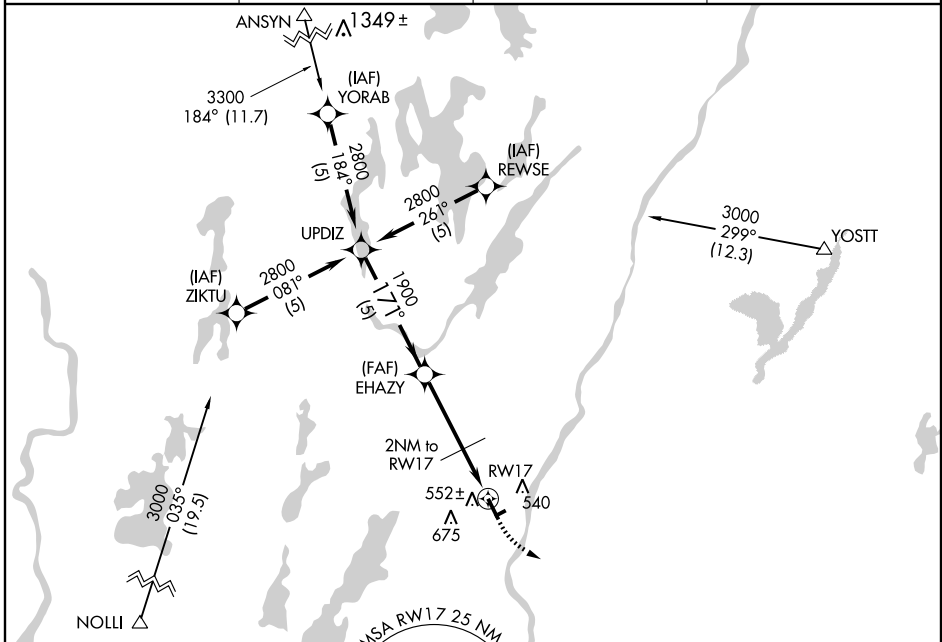 ANSYN
1349 ±
3300
184° (11.7)
(IAF)
YORAB
2800
184°
(5)
(IAF)
REWSE
2800
261°
(5)
3000
299°
(12.3)
YOSTT
UPDIZ
(IAF)
ZIKTU
2800
081°
(5)
1900
171°
(5)
(FAF)
EHAZY
2NM to
RW17
RW17
552 ±
540
675
3000
035°
(19.5)
NOLLI
MSA RW17 25 NM